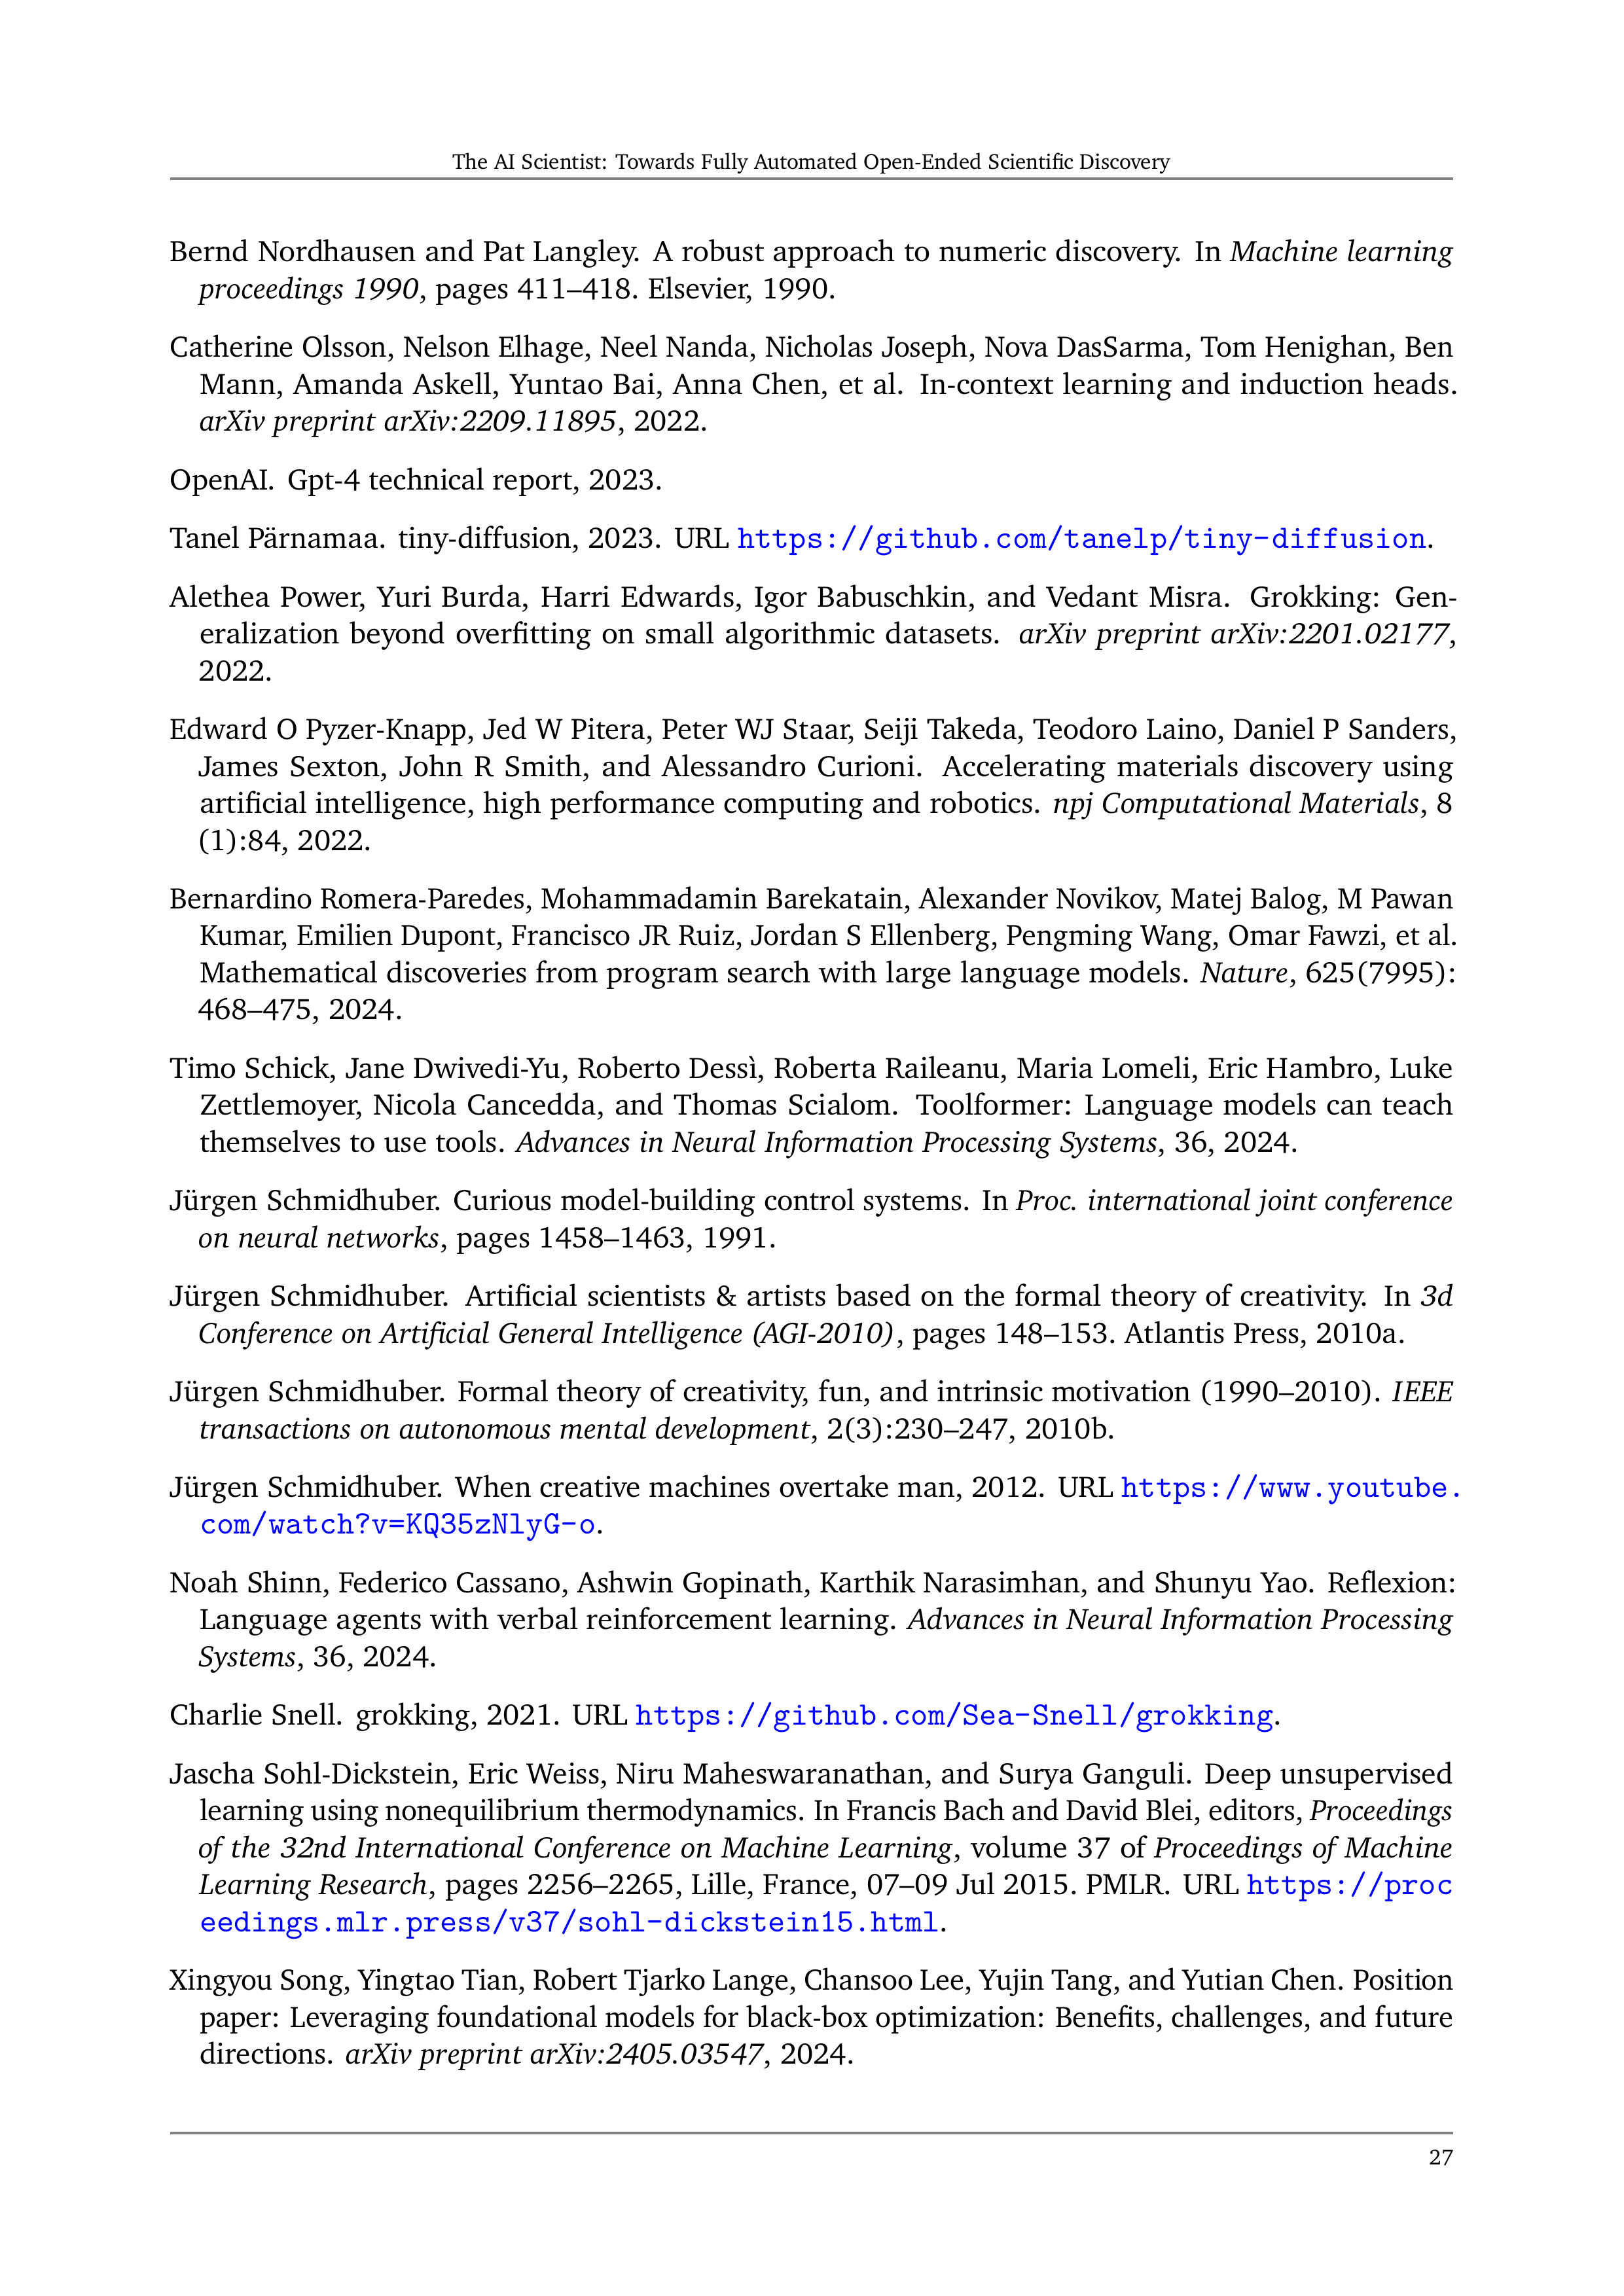 The AI Scientist: Towards Fully Automated Open-Ended Scientific Discovery
Bernd Nordhausen and Pat Langley. A robust approach to numeric discovery. In Machine learning
proceedings 1990, pages 411–418. Elsevier, 1990.
Catherine Olsson, Nelson Elhage, Neel Nanda, Nicholas Joseph, Nova DasSarma, Tom Henighan, Ben
Mann, Amanda Askell, Yuntao Bai, Anna Chen, et al. In-context learning and induction heads.
arXiv preprint arXiv:2209.11895, 2022.
OpenAI. Gpt-4 technical report, 2023.
Tanel Pärnamaa. tiny-diffusion, 2023. URL https://github.com/tanelp/tiny-diffusion.
Alethea Power, Yuri Burda, Harri Edwards, Igor Babuschkin, and Vedant Misra. Grokking: Gen-
eralization beyond overfitting on small algorithmic datasets. arXiv preprint arXiv:2201.02177,
2022.
Edward O Pyzer-Knapp, Jed W Pitera, Peter WJ Staar, Seiji Takeda, Teodoro Laino, Daniel P Sanders,
James Sexton, John R Smith, and Alessandro Curioni. Accelerating materials discovery using
artificial intelligence, high performance computing and robotics. npj Computational Materials, 8
(1):84, 2022.
Bernardino Romera-Paredes, Mohammadamin Barekatain, Alexander Novikov, Matej Balog, M Pawan
Kumar, Emilien Dupont, Francisco JR Ruiz, Jordan S Ellenberg, Pengming Wang, Omar Fawzi, et al.
Mathematical discoveries from program search with large language models. Nature, 625(7995):
468–475, 2024.
Timo Schick, Jane Dwivedi-Yu, Roberto Dessì, Roberta Raileanu, Maria Lomeli, Eric Hambro, Luke
Zettlemoyer, Nicola Cancedda, and Thomas Scialom. Toolformer: Language models can teach
themselves to use tools. Advances in Neural Information Processing Systems, 36, 2024.
Jürgen Schmidhuber. Curious model-building control systems. In Proc. international joint conference
on neural networks, pages 1458–1463, 1991.
Jürgen Schmidhuber. Artificial scientists & artists based on the formal theory of creativity. In 3d
Conference on Artificial General Intelligence (AGI-2010), pages 148–153. Atlantis Press, 2010a.
Jürgen Schmidhuber. Formal theory of creativity, fun, and intrinsic motivation (1990–2010). IEEE
transactions on autonomous mental development, 2(3):230–247, 2010b.
Jürgen Schmidhuber. When creative machines overtake man, 2012. URL https://www.youtube.
com/watch?v=KQ35zNlyG-o.
Noah Shinn, Federico Cassano, Ashwin Gopinath, Karthik Narasimhan, and Shunyu Yao. Reflexion:
Language agents with verbal reinforcement learning. Advances in Neural Information Processing
Systems, 36, 2024.
Charlie Snell. grokking, 2021. URL https://github.com/Sea-Snell/grokking.
Jascha Sohl-Dickstein, Eric Weiss, Niru Maheswaranathan, and Surya Ganguli. Deep unsupervised
learning using nonequilibrium thermodynamics. In Francis Bach and David Blei, editors, Proceedings
of the 32nd International Conference on Machine Learning, volume 37 of Proceedings of Machine
Learning Research, pages 2256–2265, Lille, France, 07–09 Jul 2015. PMLR. URL https://proc
eedings.mlr.press/v37/sohl-dickstein15.html.
Xingyou Song, Yingtao Tian, Robert Tjarko Lange, Chansoo Lee, Yujin Tang, and Yutian Chen. Position
paper: Leveraging foundational models for black-box optimization: Benefits, challenges, and future
directions. arXiv preprint arXiv:2405.03547, 2024.
27